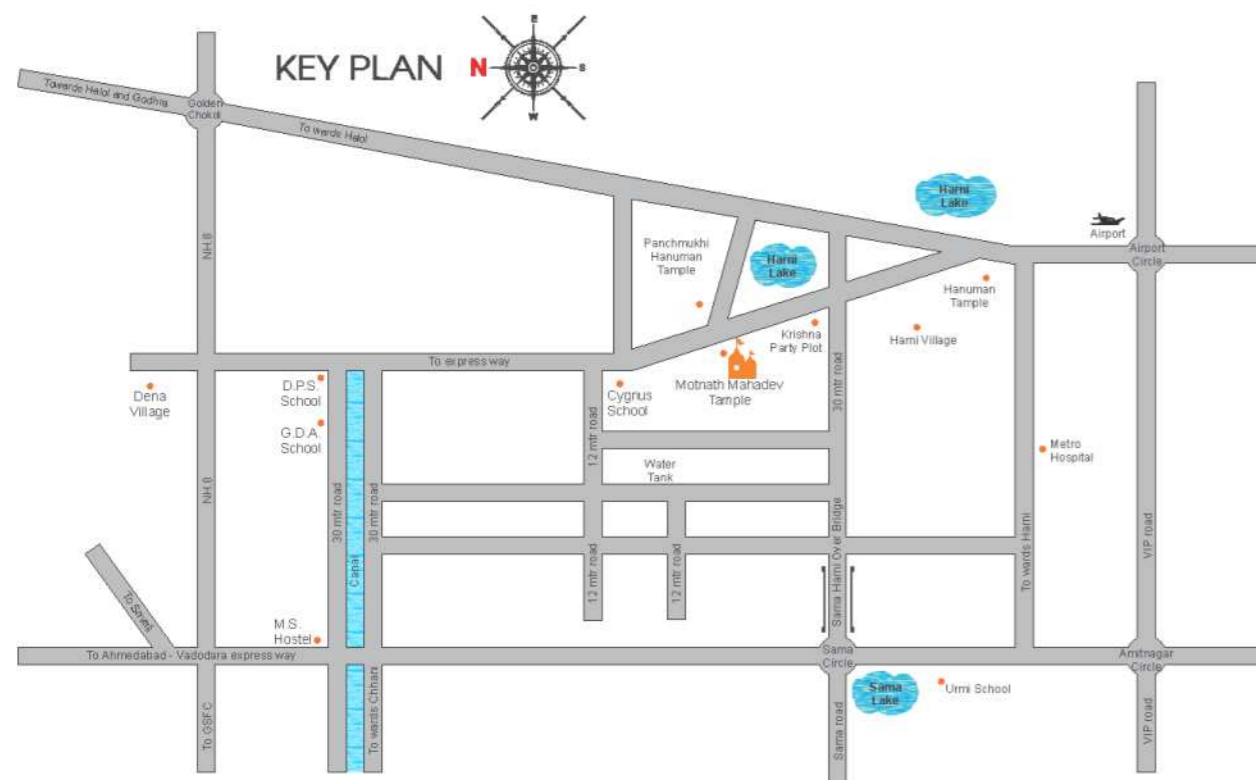 KEY PLAN
N
E
S
W
Towards Halol and Godhra
Golden
Chokdi
To wards Halol
Harni
Lake
Airport
Airport
Circle
Panchmukhi
Hanuman
Tample
Harni
Lake
Hanuman
Tample
Krishna
Party Plot
Harni Village
NH.8
To express way
Motnath Mahadev
Tample
30 mtr road
Dena
Village
D.P.S.
School
Cygnus
School
G.D.A.
School
12 mtr road
Metro
Hospital
Water
Tank
NH.8
30 mtr road
Canal
30 mtr road
12 mtr road
12 mtr road
Sama Harni Over Bridge
To wards Harni
VIP road
M.S.
Hostel
To Ahmedabad - Vadodara express way
Sama
Circle
Amitnagar
Circle
Sama
Lake
Urmi School
To GSFC
To wards Chhani
Sama road
VIP road